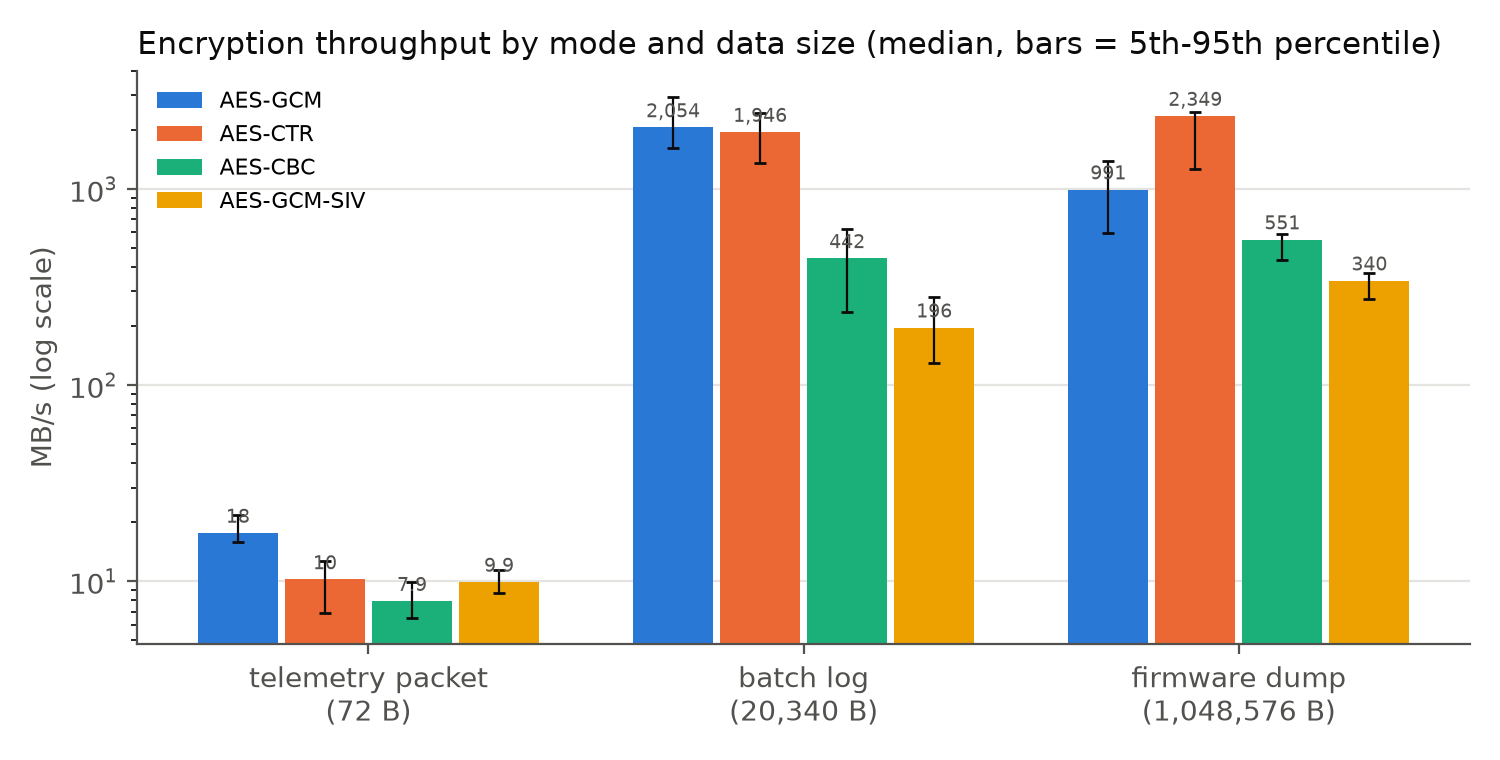 Encryption throughput by mode and data size (median, bars = 5th-95th percentile)
AES-GCM
AES-CTR
AES-CBC
AES-GCM-SIV
MB/s (log scale)
10³
10²
10¹
18
10
7.9
9.9
2,054
1,946
442
196
991
2,349
551
340
telemetry packet
(72 B)
batch log
(20,340 B)
firmware dump
(1,048,576 B)